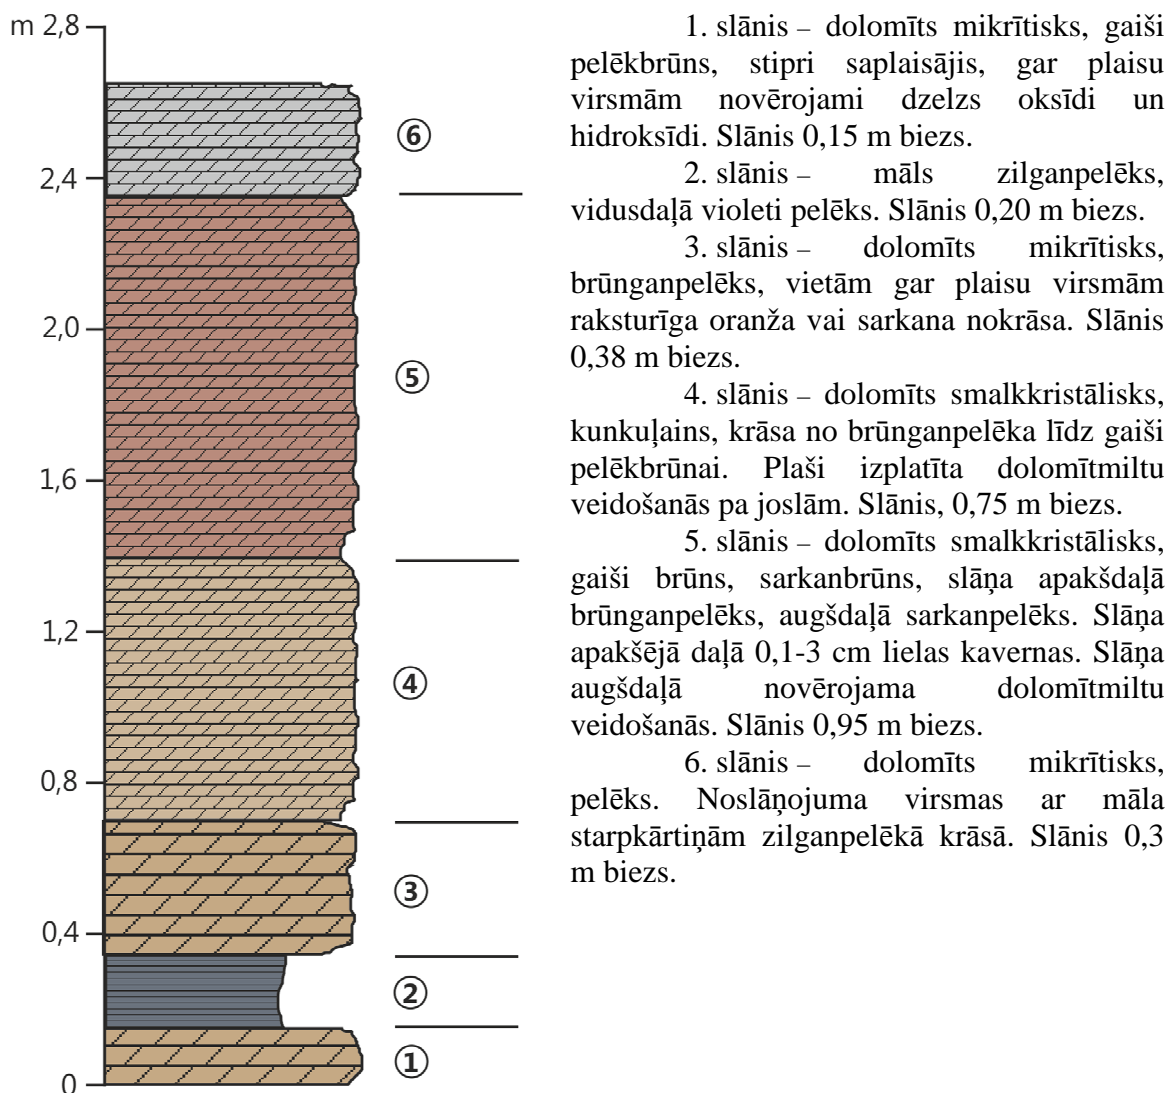 m 2,8
2,4
2,0
1,6
1,2
0,8
0,4
0
⑥
⑤
④
③
②
①
1. slānis – dolomīts mikrītisks, gaiši
pelēkbrūns, stipri saplaisājis, gar plaisu
virsmām novērojami dzelzs oksīdi un
hidroksīdi. Slānis 0,15 m biezs.
2. slānis – māls zilganpelēks,
vidusdaļā violeti pelēks. Slānis 0,20 m biezs.
3. slānis – dolomīts mikrītisks,
brūnganpelēks, vietām gar plaisu virsmām
raksturīga oranža vai sarkana nokrāsa. Slānis
0,38 m biezs.
4. slānis – dolomīts smalkkristālisks,
kunkuļains, krāsa no brūnganpelēka līdz gaiši
pelēkbrūnai. Plaši izplatīta dolomītmiltu
veidošanās pa joslām. Slānis, 0,75 m biezs.
5. slānis – dolomīts smalkkristālisks,
gaiši brūns, sarkanbrūns, slāņa apakšdaļā
brūnganpelēks, augšdaļā sarkanpelēks. Slāņa
apakšējā daļā 0,1-3 cm lielas kavernas. Slāņa
augšdaļā novērojama dolomītmiltu
veidošanās. Slānis 0,95 m biezs.
6. slānis – dolomīts mikrītisks,
pelēks. Noslāņojuma virsmas ar māla
starpkārtiņām zilganpelēkā krāsā. Slānis 0,3
m biezs.